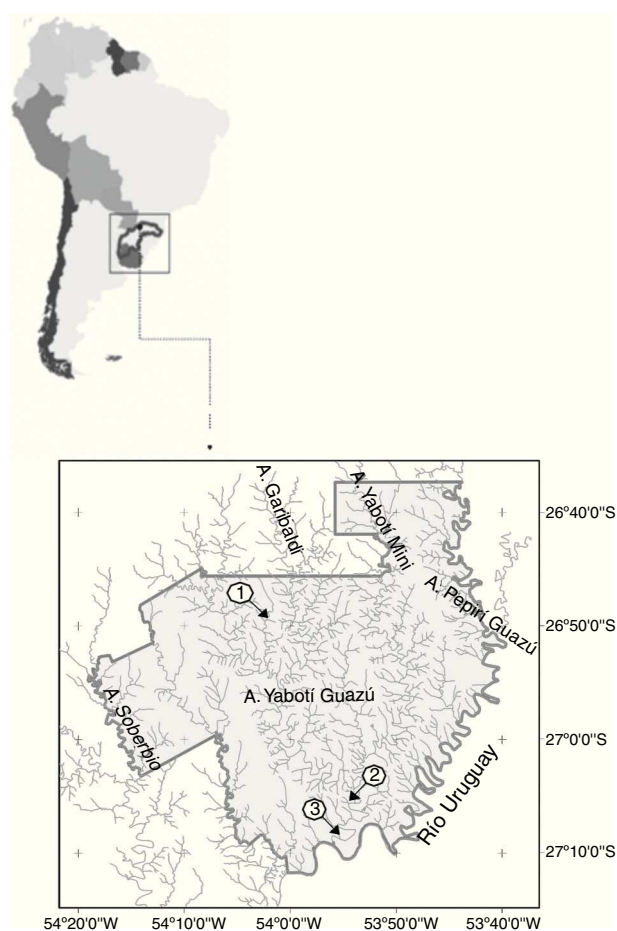 A. Garibaldi
A. Yabotí Mini
26°40'0"S
A. Pepirí Guazú
1
26°50'0"S
A. Yabotí Guazú
A. Soberbio
27°0'0"S
2
3
Río Uruguay
27°10'0"S
54°20'0"W 54°10'0"W 54°0'0"W 53°50'0"W 53°40'0"W